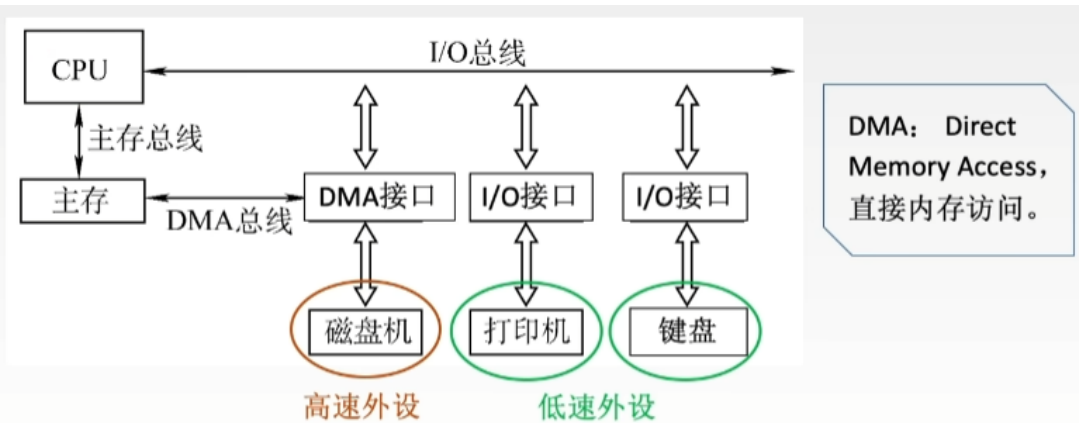 I/O总线
CPU
主存总线
DMA: Direct
Memory Access,
直接内存访问。
主存
DMA总线
DMA接口
I/O接口
I/O接口
磁盘机
打印机
键盘
高速外设
低速外设